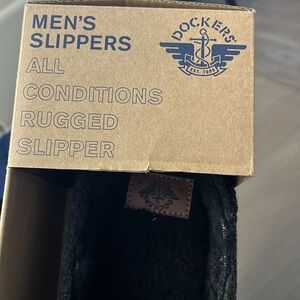 MEN'S
SLIPPERS
ALL
CONDITIONS
RUGGED
SLIPPER
DOCKERS
EST. 1986